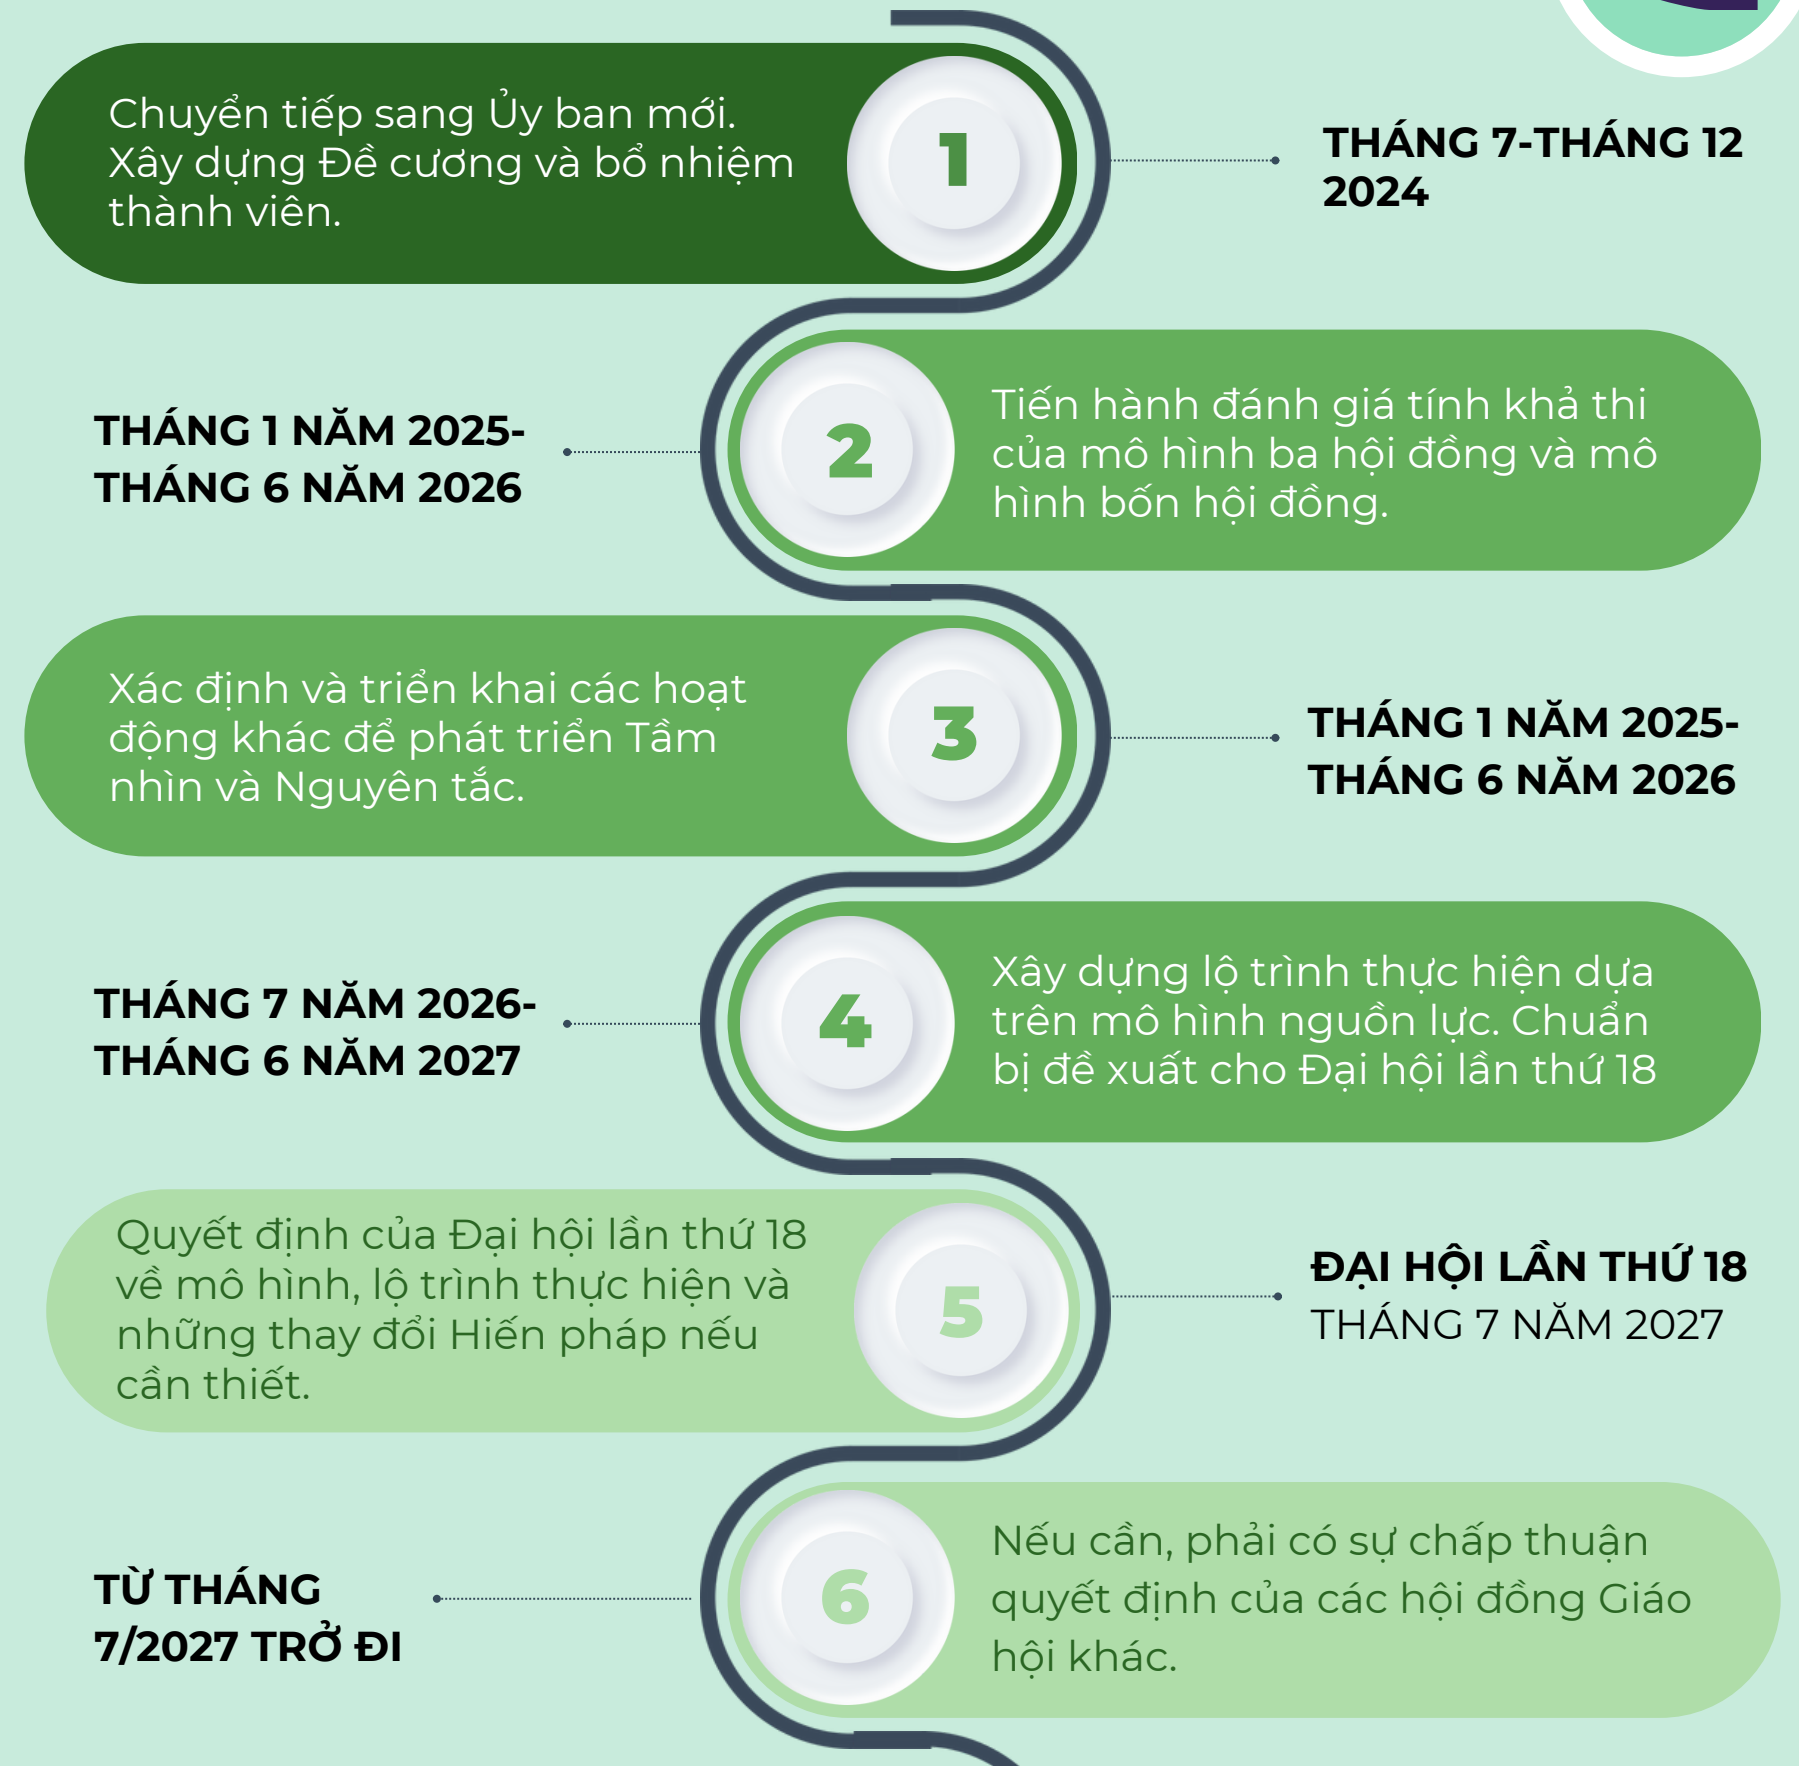 Chuyển tiếp sang Ủy ban mới.
Xây dựng Đề cương và bổ nhiệm
thành viên.
1
THÁNG 7-THÁNG 12
2024
THÁNG 1 NĂM 2025-
THÁNG 6 NĂM 2026
2
Tiến hành đánh giá tính khả thi
của mô hình ba hội đồng và mô
hình bốn hội đồng.
Xác định và triển khai các hoạt
động khác để phát triển Tầm
nhìn và Nguyên tắc.
3
THÁNG 1 NĂM 2025-
THÁNG 6 NĂM 2026
THÁNG 7 NĂM 2026-
THÁNG 6 NĂM 2027
4
Xây dựng lộ trình thực hiện dựa
trên mô hình nguồn lực. Chuẩn
bị đề xuất cho Đại hội lần thứ 18
Quyết định của Đại hội lần thứ 18
về mô hình, lộ trình thực hiện và
những thay đổi Hiến pháp nếu
cần thiết.
5
ĐẠI HỘI LẦN THỨ 18
THÁNG 7 NĂM 2027
TỪ THÁNG
7/2027 TRỞ ĐI
6
Nếu cần, phải có sự chấp thuận
quyết định của các hội đồng Giáo
hội khác.